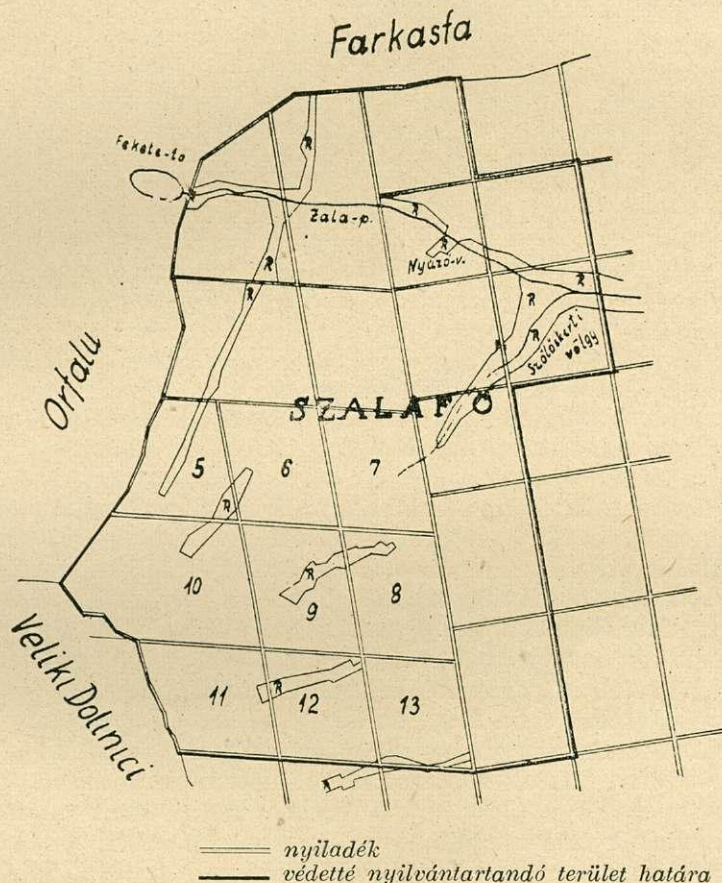 Farkasfa
Fekete-tó
R
Zala-p.
R
R
R
Nyúzó-v.
R
R
R
R
R
Szőlőskerti
völgy
Orfalu
SZALAFŐ
5
6
7
R
10
R
9
8
Veliki Dolinici
11
R
12
13
R
nyiladék
védetté nyilvántartandó terület határa